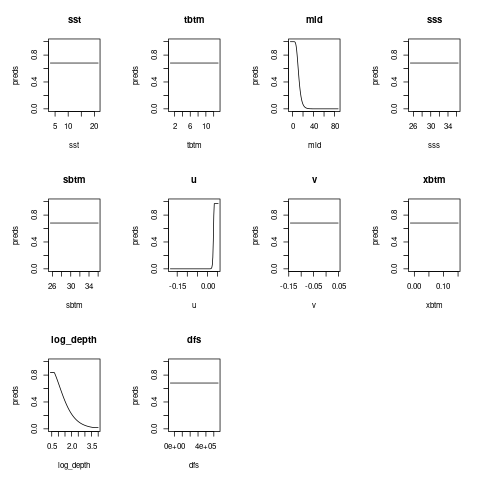 sst
tbtm
mld
sss
preds
0.0 0.4 0.8
5 10 20
sst
preds
0.0 0.4 0.8
2 6 10
tbtm
preds
0.0 0.4 0.8
0 40 80
mld
preds
0.0 0.4 0.8
26 30 34
sss
sbtm
u
v
xbtm
preds
0.0 0.4 0.8
26 30 34
sbtm
preds
0.0 0.4 0.8
-0.15 0.00
u
preds
0.0 0.4 0.8
-0.15 -0.05 0.05
v
preds
0.0 0.4 0.8
0.00 0.10
xbtm
log_depth
dfs
preds
0.0 0.4 0.8
0.5 2.0 3.5
log_depth
preds
0.0 0.4 0.8
0e+00 4e+05
dfs